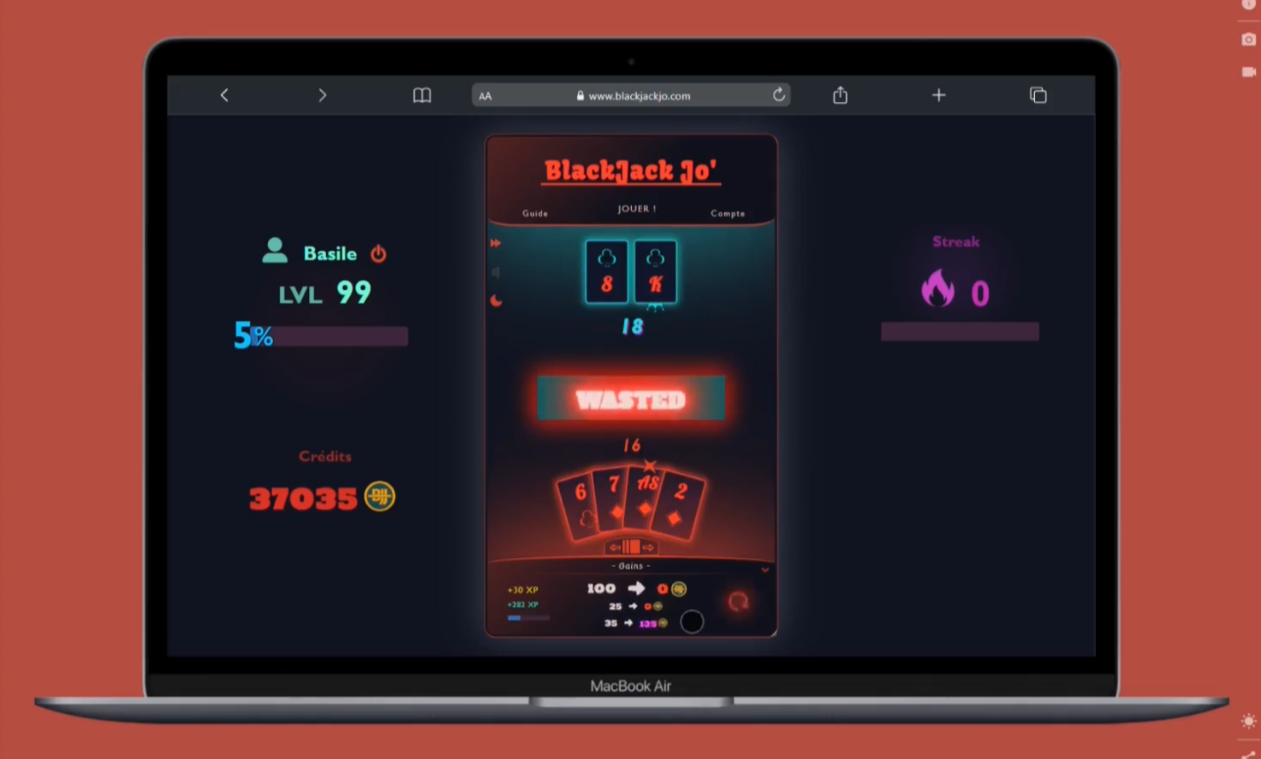 AA
www.blackjackjo.com
BlackJack Jo'
Guide
JOUER !
Compte
Basile
LVL 99
5%
Crédits
37035
Streak
0
8
K
18
WASTED
16
6
7
AS
2
- Gains -
+30 XP
+282 XP
100
0
25
0
35
135
MacBook Air